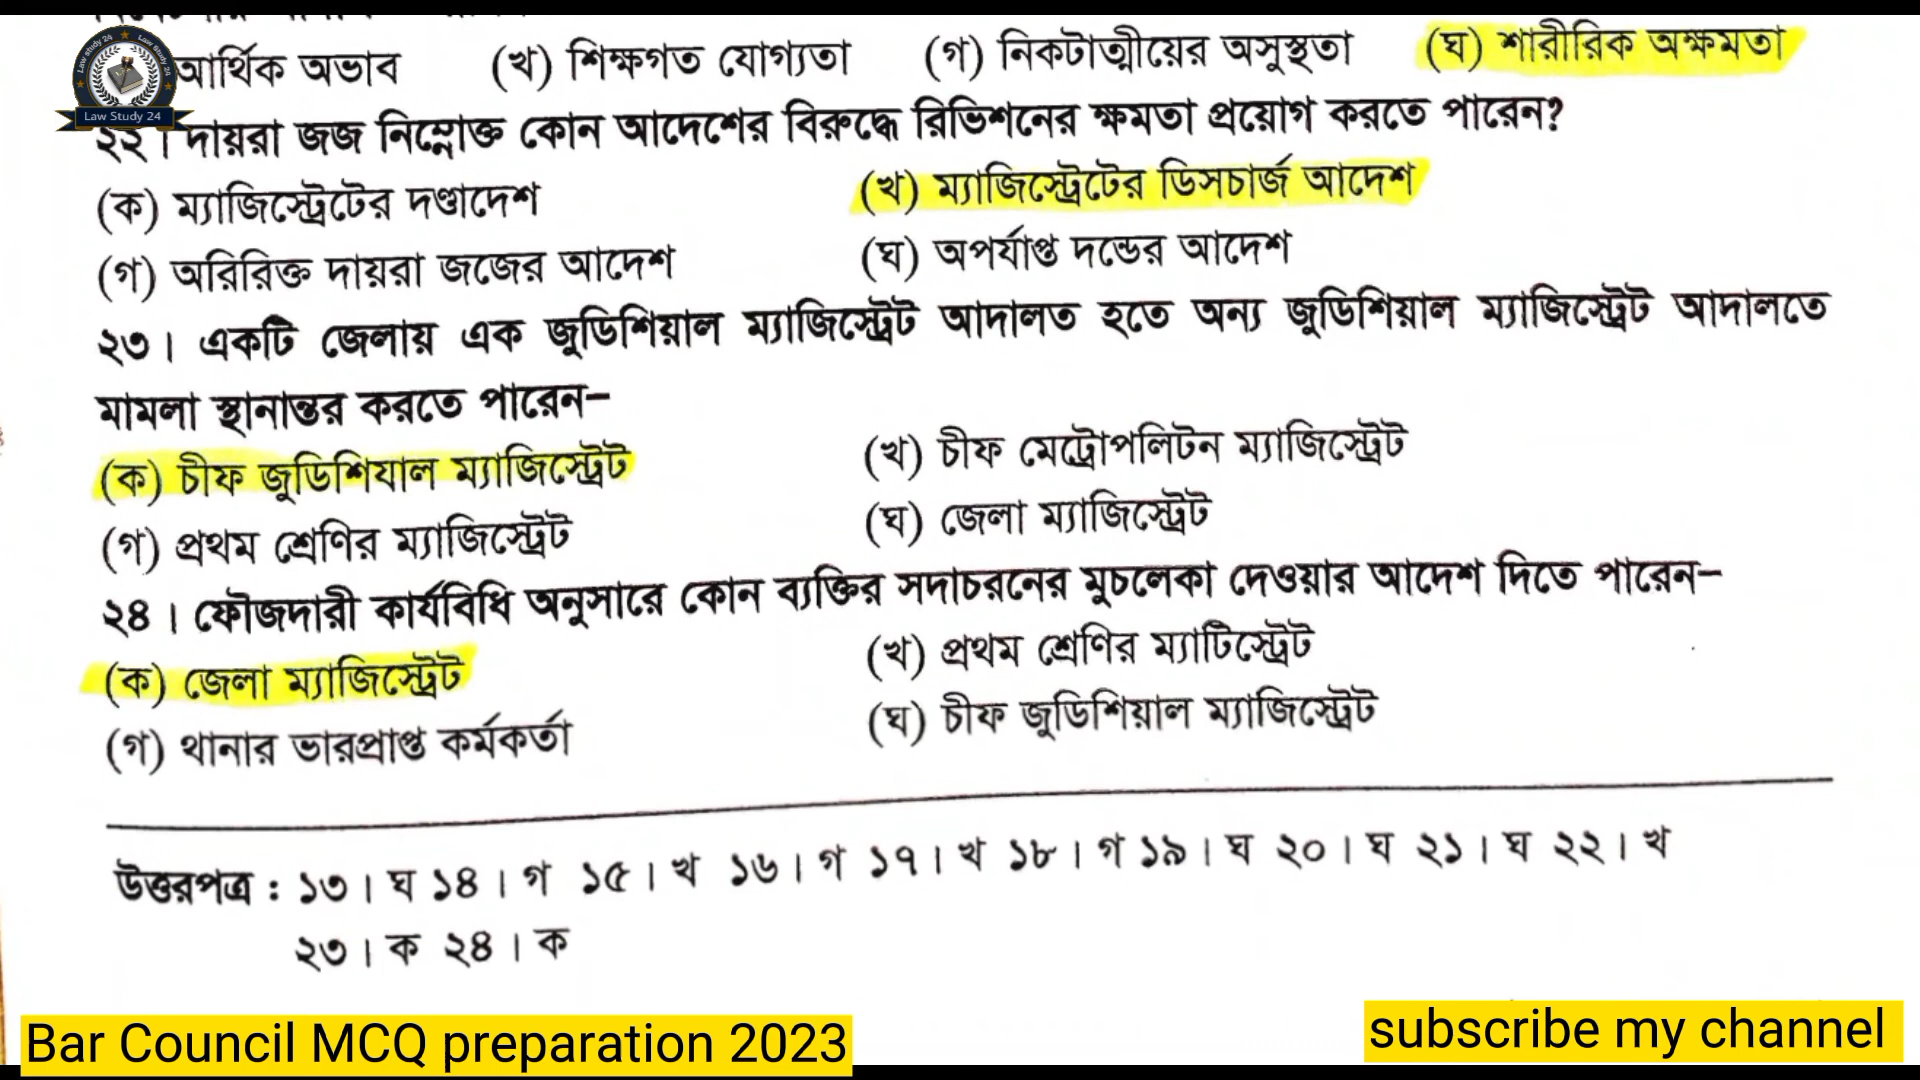 আর্থিক অভাব (খ) শিক্ষগত যোগ্যতা (গ) নিকটাত্মীয়ের অসুস্থতা (ঘ) শারীরিক অক্ষমতা
Law Study 24
২২। দায়রা জজ নিম্নোক্ত কোন আদেশের বিরুদ্ধে রিভিশনের ক্ষমতা প্রয়োগ করতে পারেন?
(ক) ম্যাজিস্ট্রেটের দণ্ডাদেশ (খ) ম্যাজিস্ট্রেটের ডিসচার্জ আদেশ
(গ) অরিরিক্ত দায়রা জজের আদেশ (ঘ) অপর্যাপ্ত দন্ডের আদেশ
২৩। একটি জেলায় এক জুডিশিয়াল ম্যাজিস্ট্রেট আদালত হতে অন্য জুডিশিয়াল ম্যাজিস্ট্রেট আদালতে
মামলা স্থানান্তর করতে পারেন–
(ক) চীফ জুডিশিযাল ম্যাজিস্ট্রেট (খ) চীফ মেট্রোপলিটন ম্যাজিস্ট্রেট
(গ) প্রথম শ্রেণির ম্যাজিস্ট্রেট (ঘ) জেলা ম্যাজিস্ট্রেট
২৪। ফৌজদারী কার্যবিধি অনুসারে কোন ব্যক্তির সদাচরনের মুচলেকা দেওয়ার আদেশ দিতে পারেন–
(ক) জেলা ম্যাজিস্ট্রেট (খ) প্রথম শ্রেণির ম্যাটিস্ট্রেট
(গ) থানার ভারপ্রাপ্ত কর্মকর্তা (ঘ) চীফ জুডিশিয়াল ম্যাজিস্ট্রেট
উত্তরপত্র : ১৩। ঘ ১৪। গ ১৫। খ ১৬। গ ১৭। খ ১৮। গ ১৯। ঘ ২০। ঘ ২১। ঘ ২২। খ
২৩। ক ২৪। ক
Bar Council MCQ preparation 2023
subscribe my channel